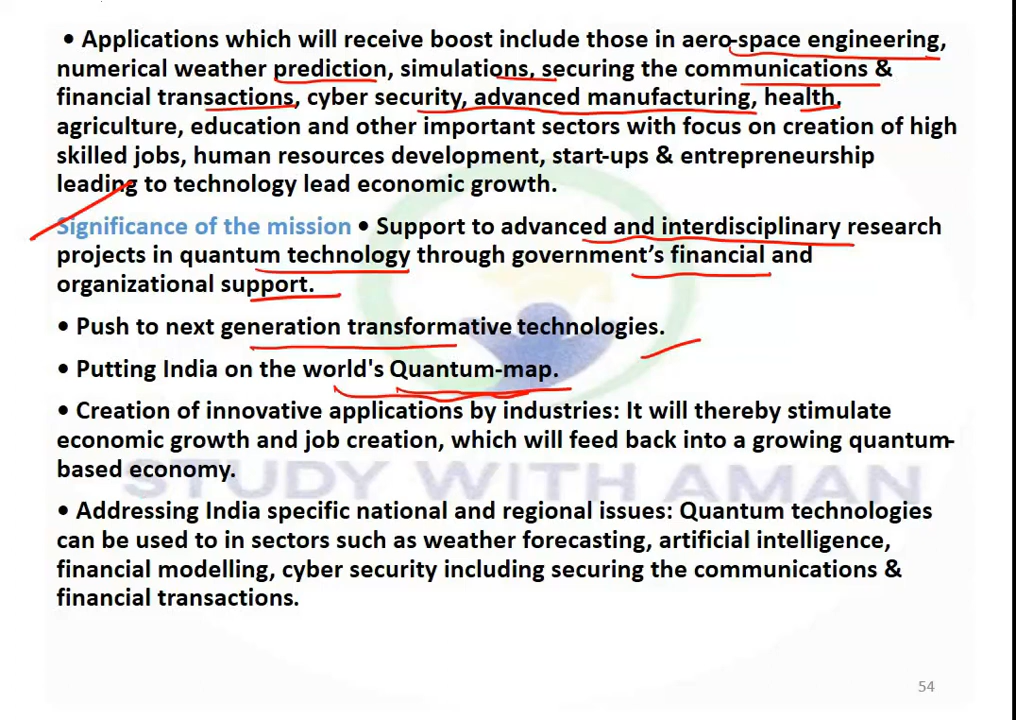 • Applications which will receive boost include those in aero-space engineering,
numerical weather prediction, simulations, securing the communications &
financial transactions, cyber security, advanced manufacturing, health,
agriculture, education and other important sectors with focus on creation of high
skilled jobs, human resources development, start-ups & entrepreneurship
leading to technology lead economic growth.
Significance of the mission • Support to advanced and interdisciplinary research
projects in quantum technology through government’s financial and
organizational support.
• Push to next generation transformative technologies.
• Putting India on the world's Quantum-map.
• Creation of innovative applications by industries: It will thereby stimulate
economic growth and job creation, which will feed back into a growing quantum-
based economy.
STUDY WITH AMAN
• Addressing India specific national and regional issues: Quantum technologies
can be used to in sectors such as weather forecasting, artificial intelligence,
financial modelling, cyber security including securing the communications &
financial transactions.
54